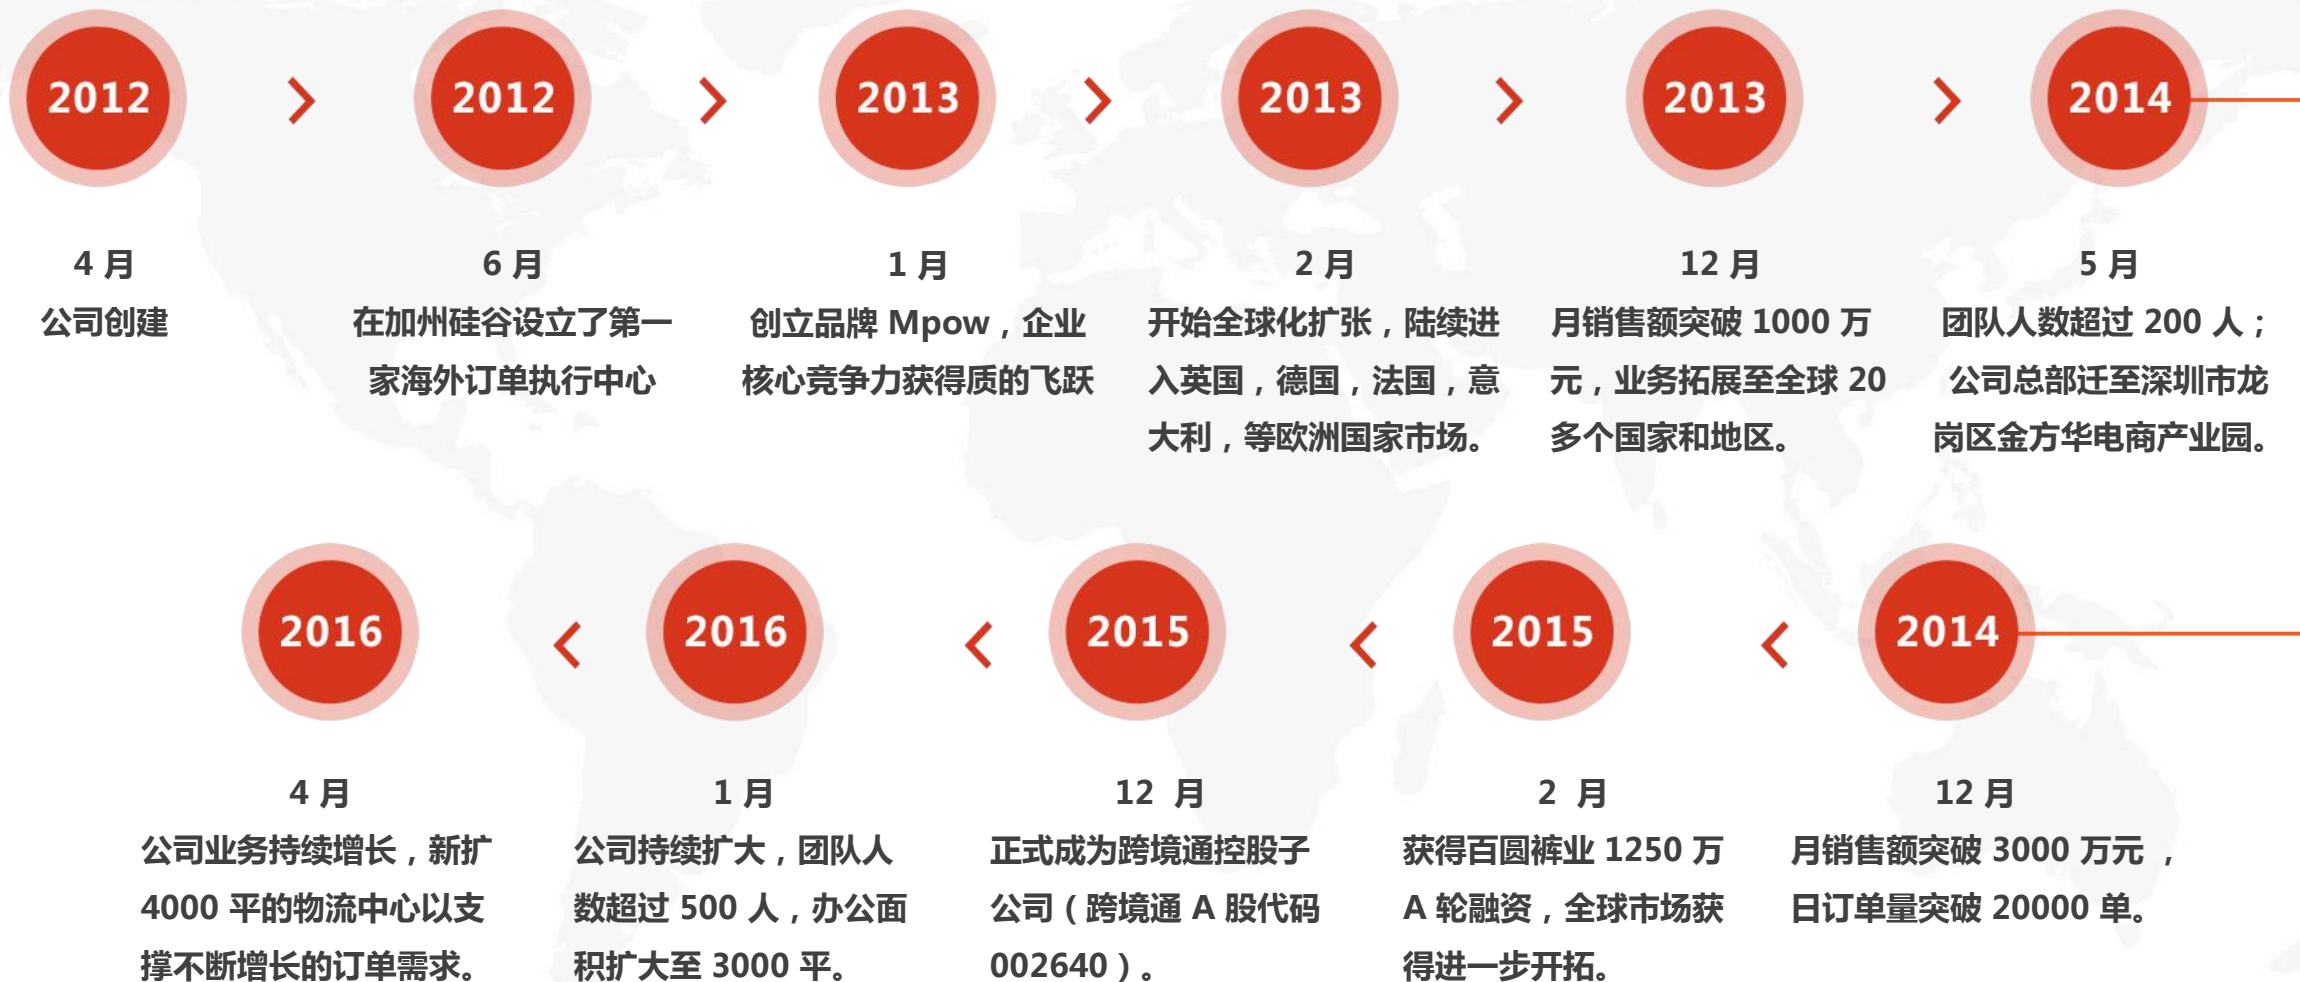 2012
4 月
公司创建
2012
6 月
在加州硅谷设立了第一
家海外订单执行中心
2013
1 月
创立品牌 Mpow，企业
核心竞争力获得质的飞跃
2013
2 月
开始全球化扩张，陆续进
入英国，德国，法国，意
大利，等欧洲国家市场。
2013
12 月
月销售额突破 1000 万
元，业务拓展至全球 20
多个国家和地区。
2014
5 月
团队人数超过 200 人；
公司总部迁至深圳市龙
岗区金方华电商产业园。
2014
12 月
月销售额突破 3000 万元 ，
日订单量突破 20000 单。
2015
2 月
获得百圆裤业 1250 万
A 轮融资，全球市场获
得进一步开拓。
2015
12 月
正式成为跨境通控股子
公司（跨境通 A 股代码
002640）。
2016
1 月
公司持续扩大，团队人
数超过 500 人，办公面
积扩大至 3000 平。
2016
4 月
公司业务持续增长，新扩
4000 平的物流中心以支
撑不断增长的订单需求。